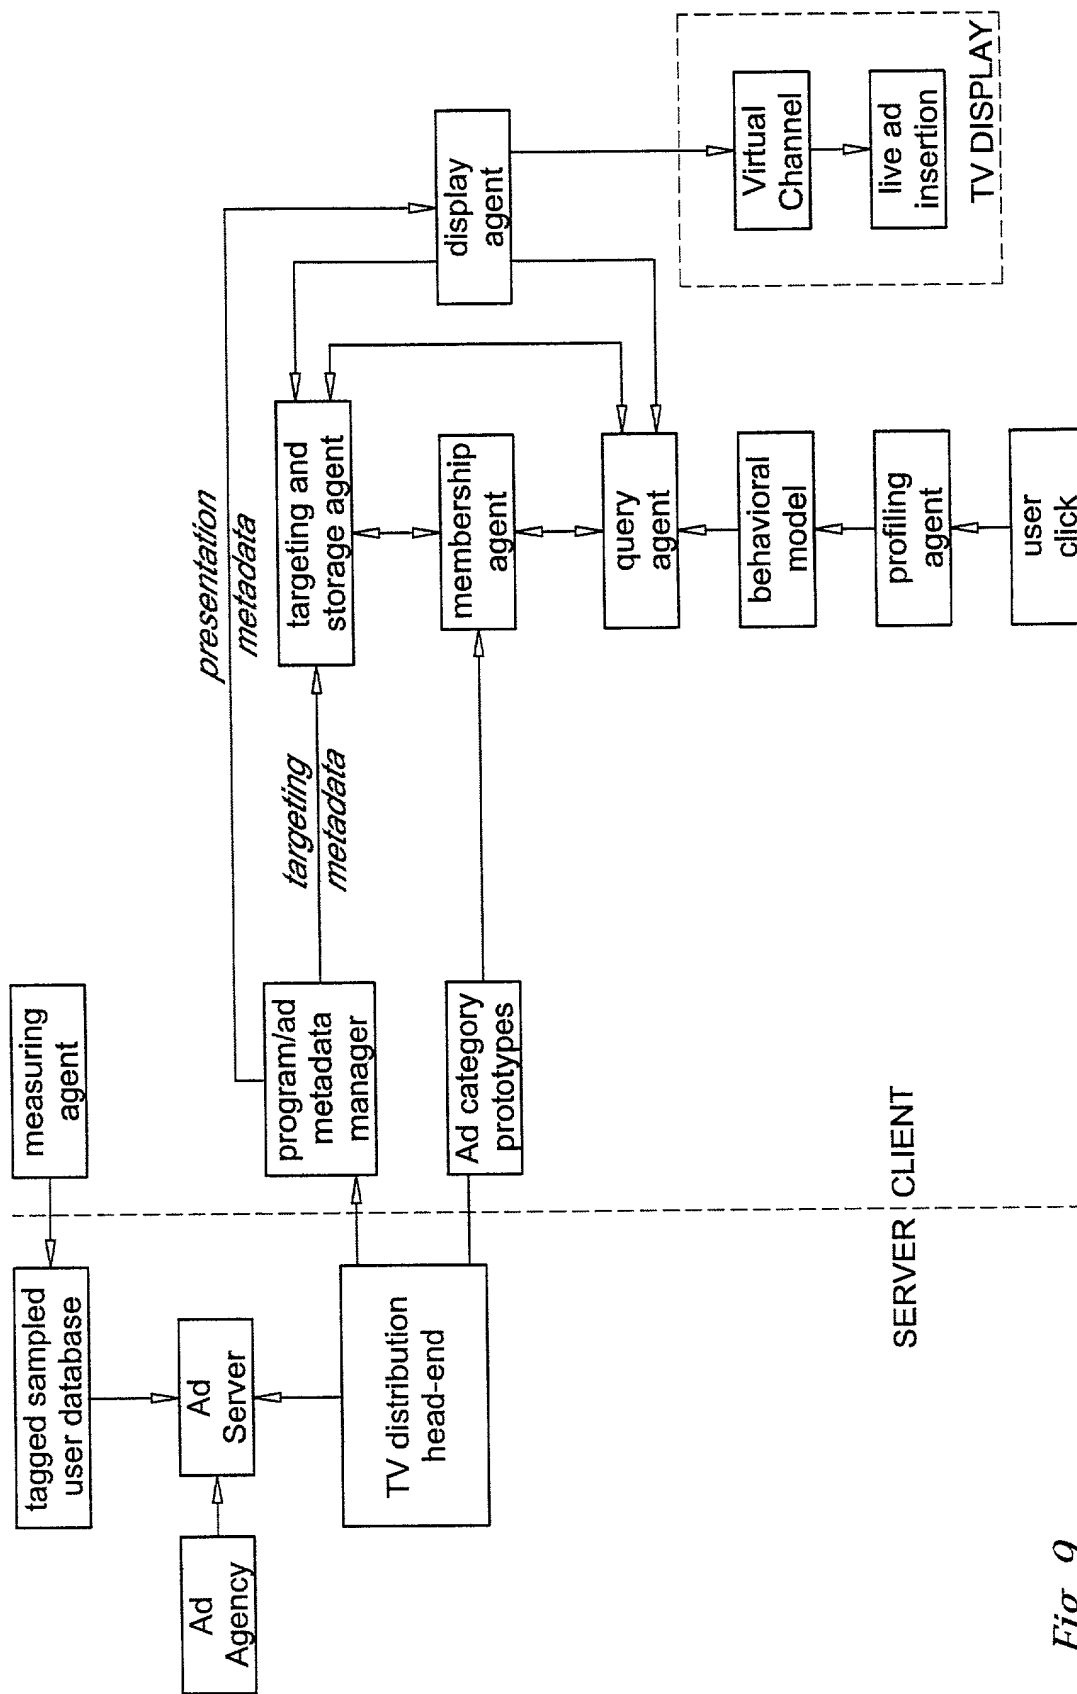 measuring
agent
tagged sampled
user database
Ad
Agency
Ad
Server
TV distribution
head-end
program/ad
metadata
manager
Ad category
prototypes
presentation
metadata
targeting
metadata
targeting and
storage agent
membership
agent
query
agent
behavioral
model
profiling
agent
user
click
display
agent
Virtual
Channel
live ad
insertion
TV DISPLAY
SERVER
CLIENT
Fig. 9